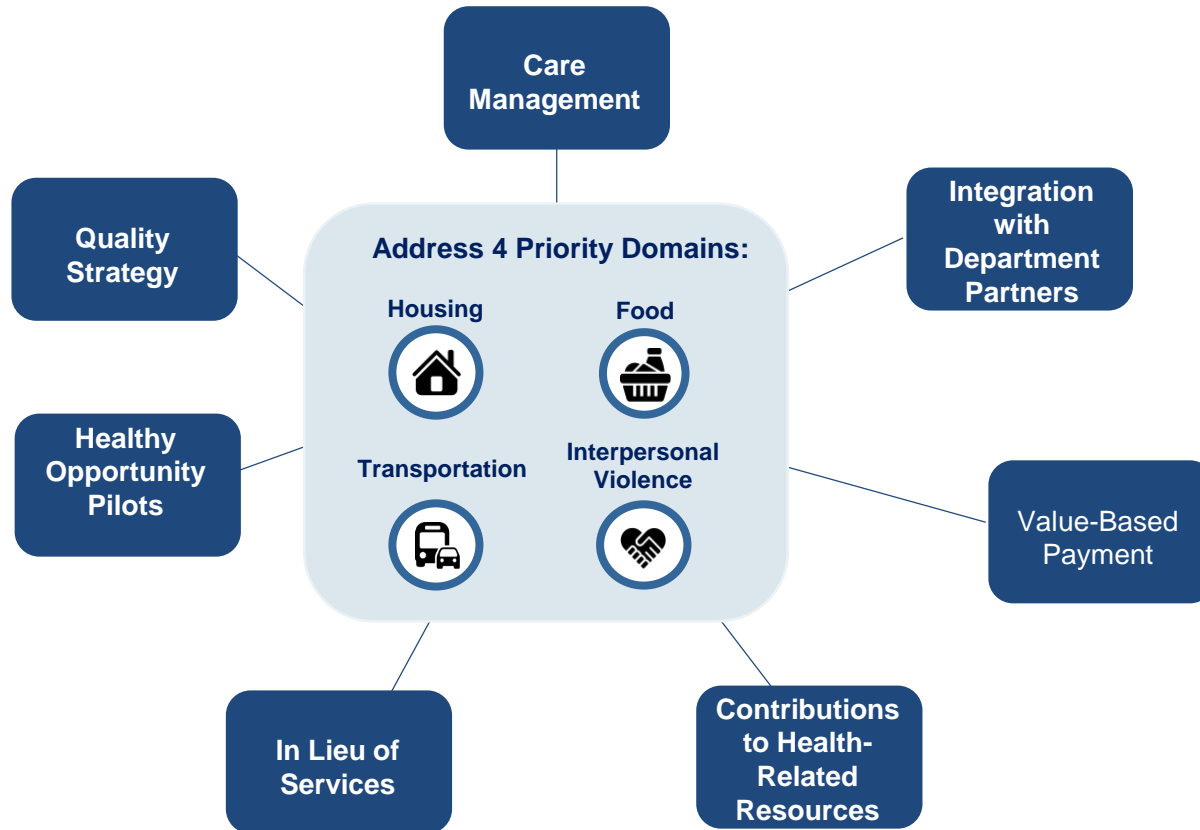 Care
Management
Quality
Strategy
Integration
with
Department
Partners
Address 4 Priority Domains:
Housing
Food
Healthy
Opportunity
Pilots
Transportation
Interpersonal
Violence
Value-Based
Payment
In Lieu of
Services
Contributions
to Health-
Related
Resources